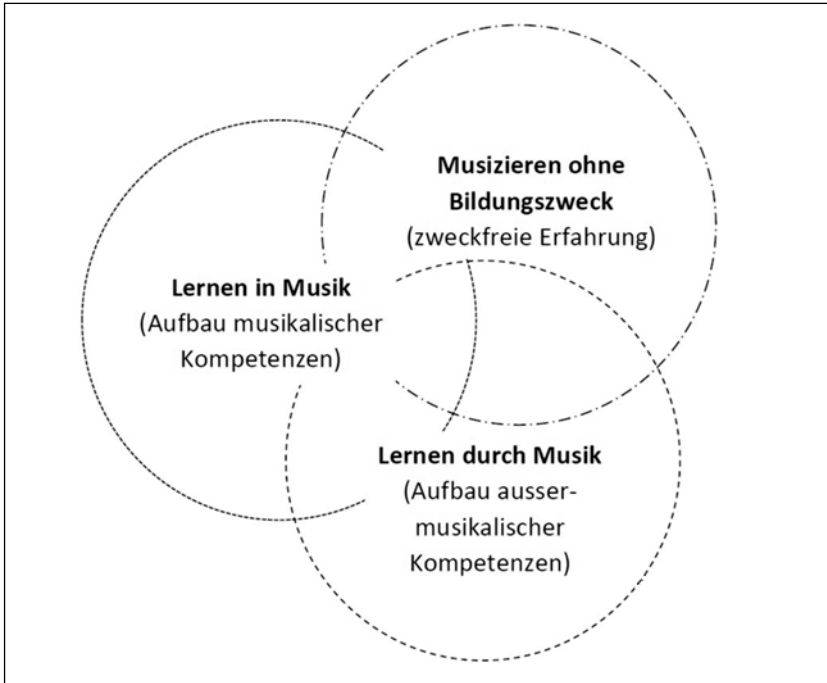 Musizieren ohne
Bildungszweck
(zweckfreie Erfahrung)
Lernen in Musik
(Aufbau musikalischer
Kompetenzen)
Lernen durch Musik
(Aufbau ausser-
musikalischer
Kompetenzen)